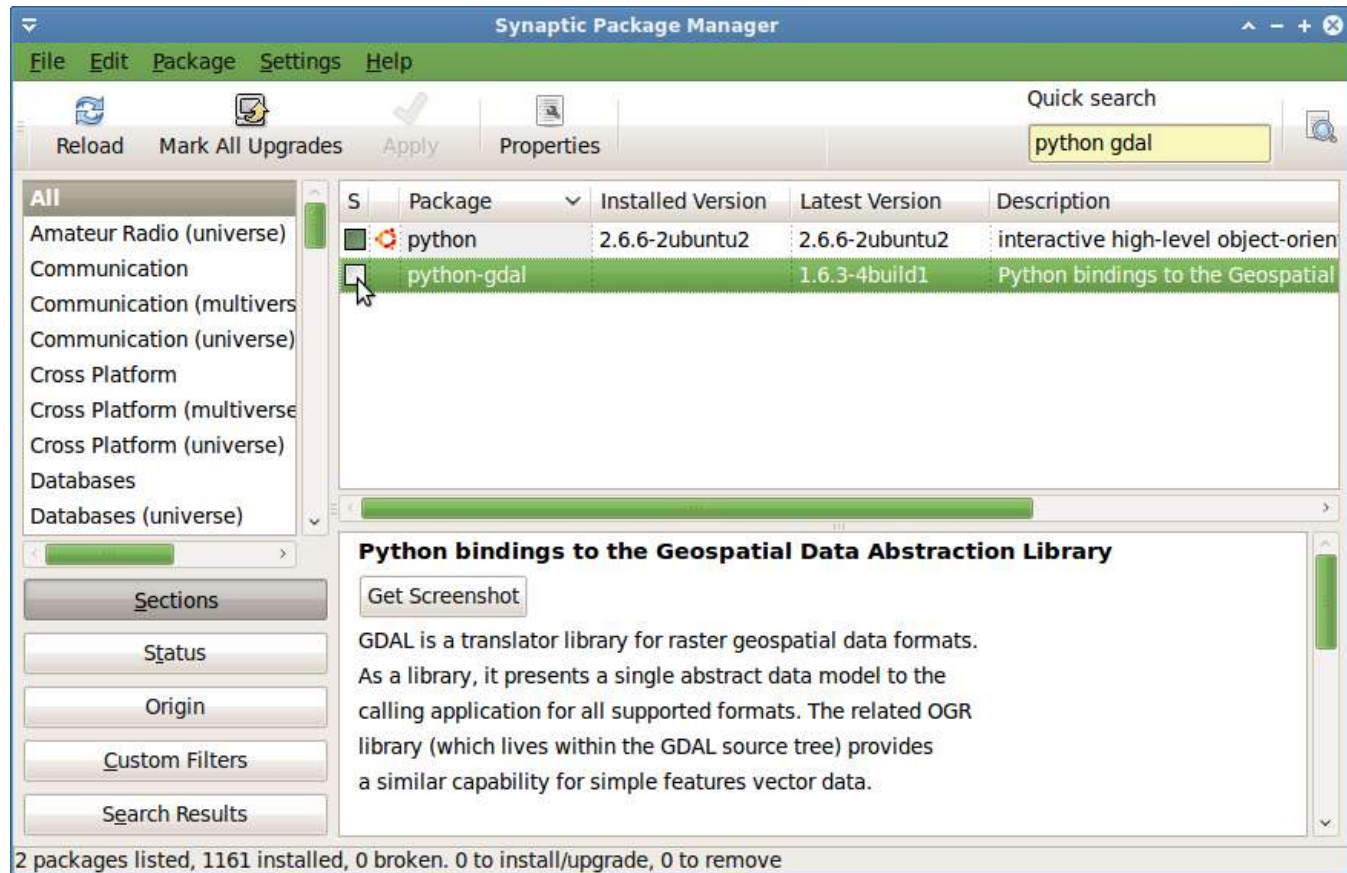 Synaptic Package Manager
File Edit Package Settings Help
Reload Mark All Upgrades Apply Properties
Quick search
python gdal
All
Amateur Radio (universe)
Communication
Communication (multivers
Communication (universe)
Cross Platform
Cross Platform (multiverse
Cross Platform (universe)
Databases
Databases (universe)
Sections
Status
Origin
Custom Filters
Search Results
S Package Installed Version Latest Version Description
python 2.6.6-2ubuntu2 2.6.6-2ubuntu2 interactive high-level object-orien
python-gdal 1.6.3-4build1 Python bindings to the Geospatial
Python bindings to the Geospatial Data Abstraction Library
Get Screenshot
GDAL is a translator library for raster geospatial data formats.
As a library, it presents a single abstract data model to the
calling application for all supported formats. The related OGR
library (which lives within the GDAL source tree) provides
a similar capability for simple features vector data.
2 packages listed, 1161 installed, 0 broken. 0 to install/upgrade, 0 to remove